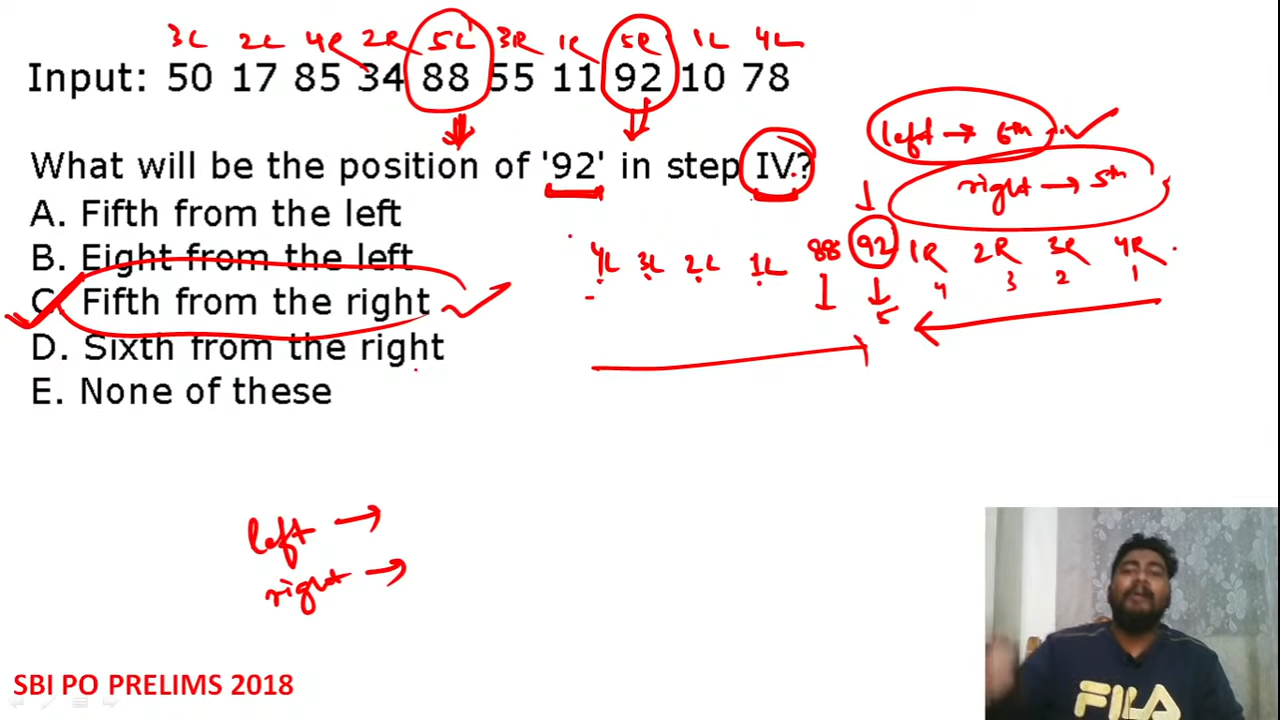 3L 2L 4R 2R 5L 3R 1R 5R 1L 4L
Input: 50 17 85 34 88 55 11 92 10 78
left → 6th
What will be the position of '92' in step IV?
right → 5th
A. Fifth from the left
4L 3L 2L 1L 88 92 1R 2R 3R 4R
B. Eight from the left
5 4 3 2 1
C. Fifth from the right
D. Sixth from the right
E. None of these
left →
right →
SBI PO PRELIMS 2018
FILA